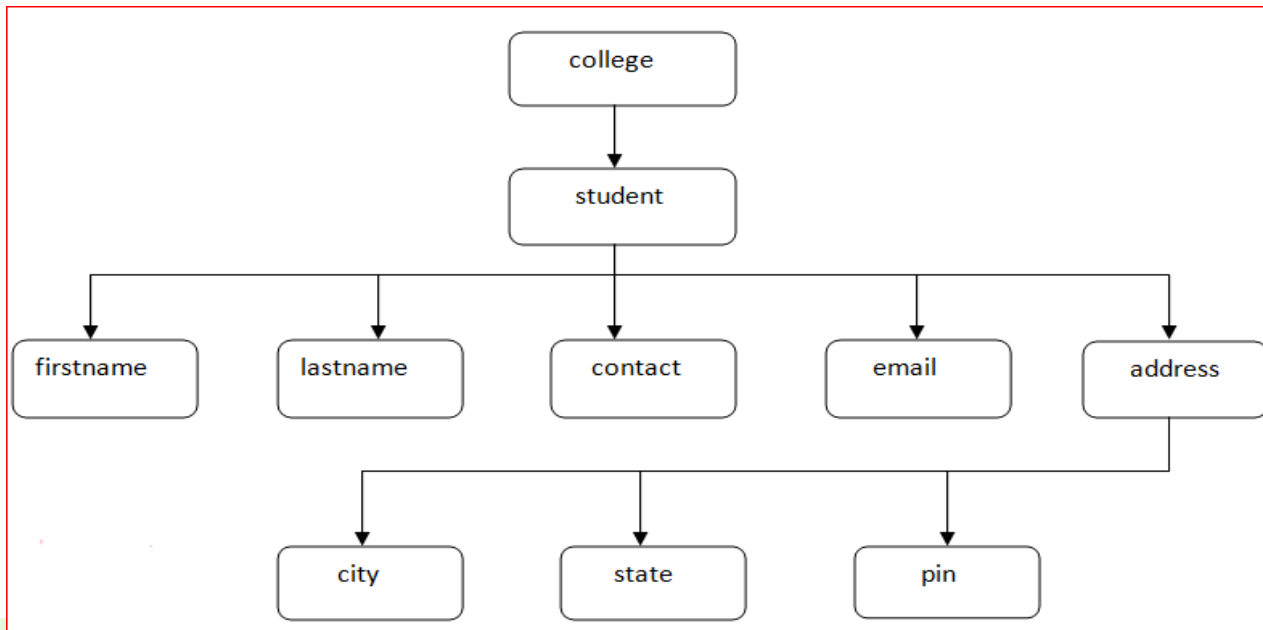 college
student
firstname
lastname
contact
email
address
city
state
pin